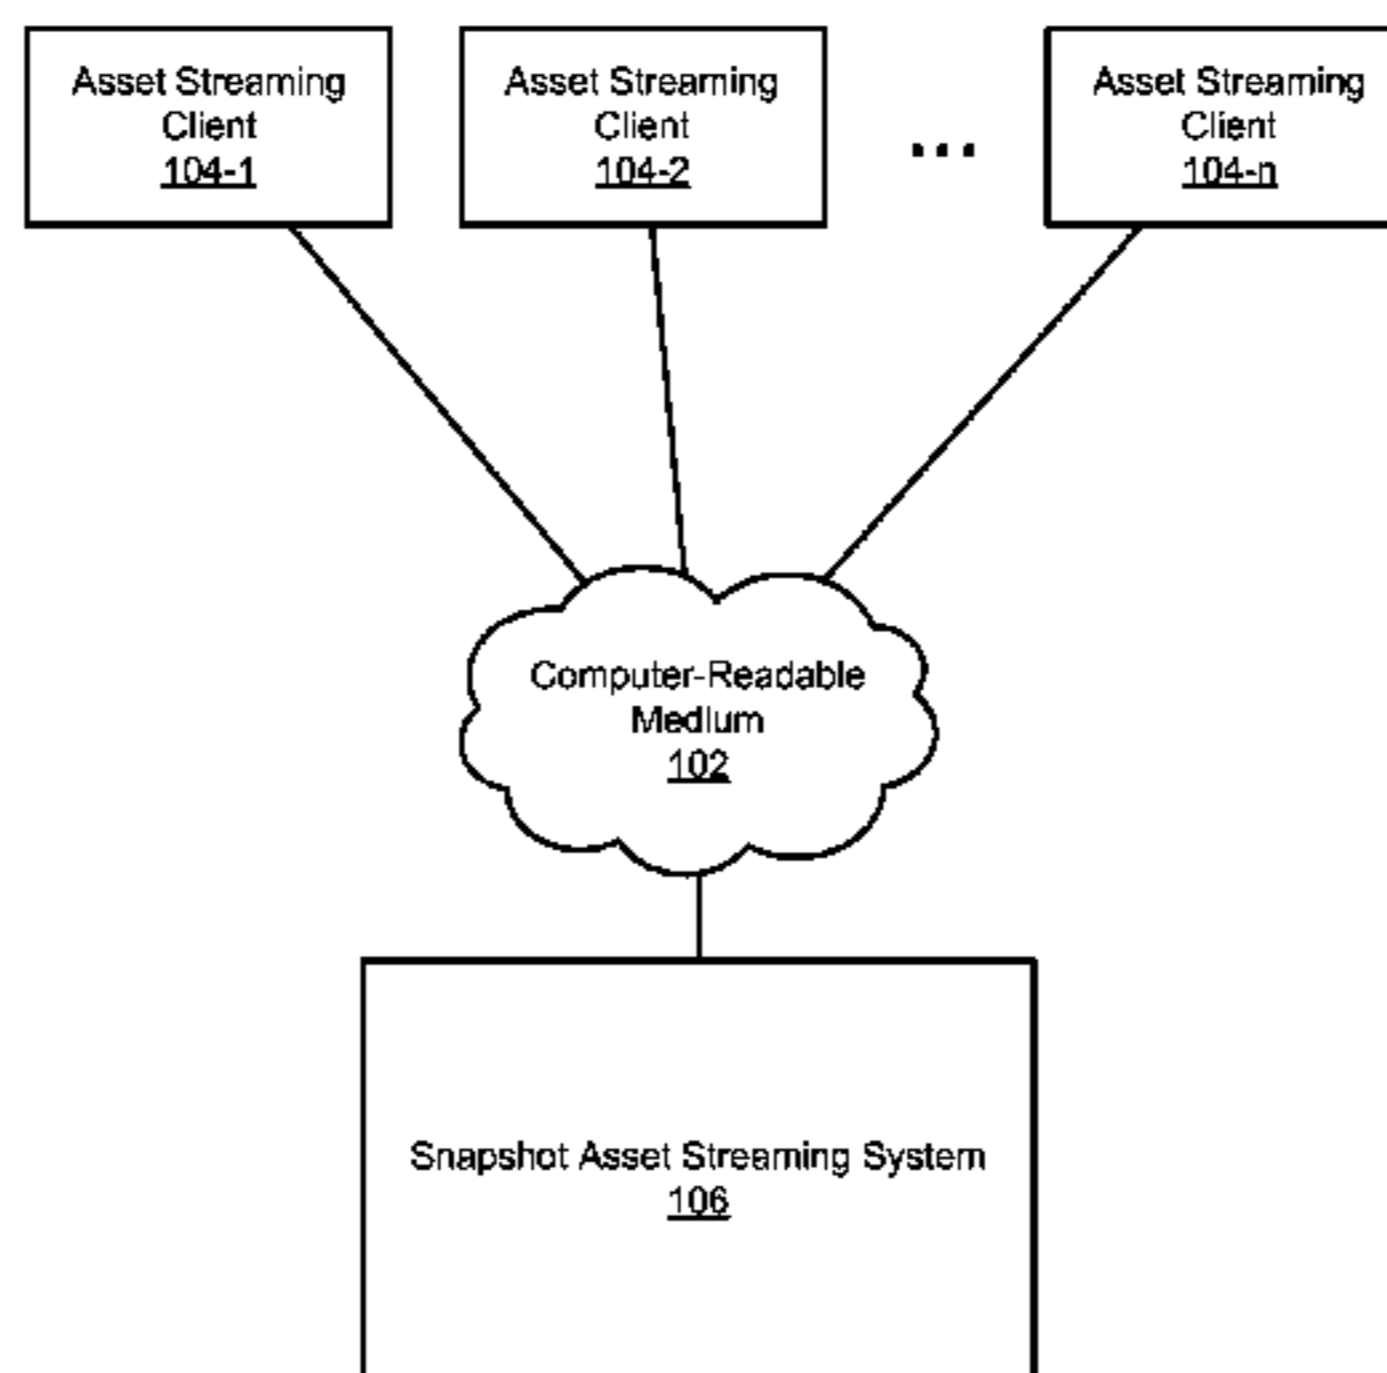 Asset Streaming
Client
104-1
Asset Streaming
Client
104-2
...
Asset Streaming
Client
104-n
Computer-Readable
Medium
102
Snapshot Asset Streaming System
106